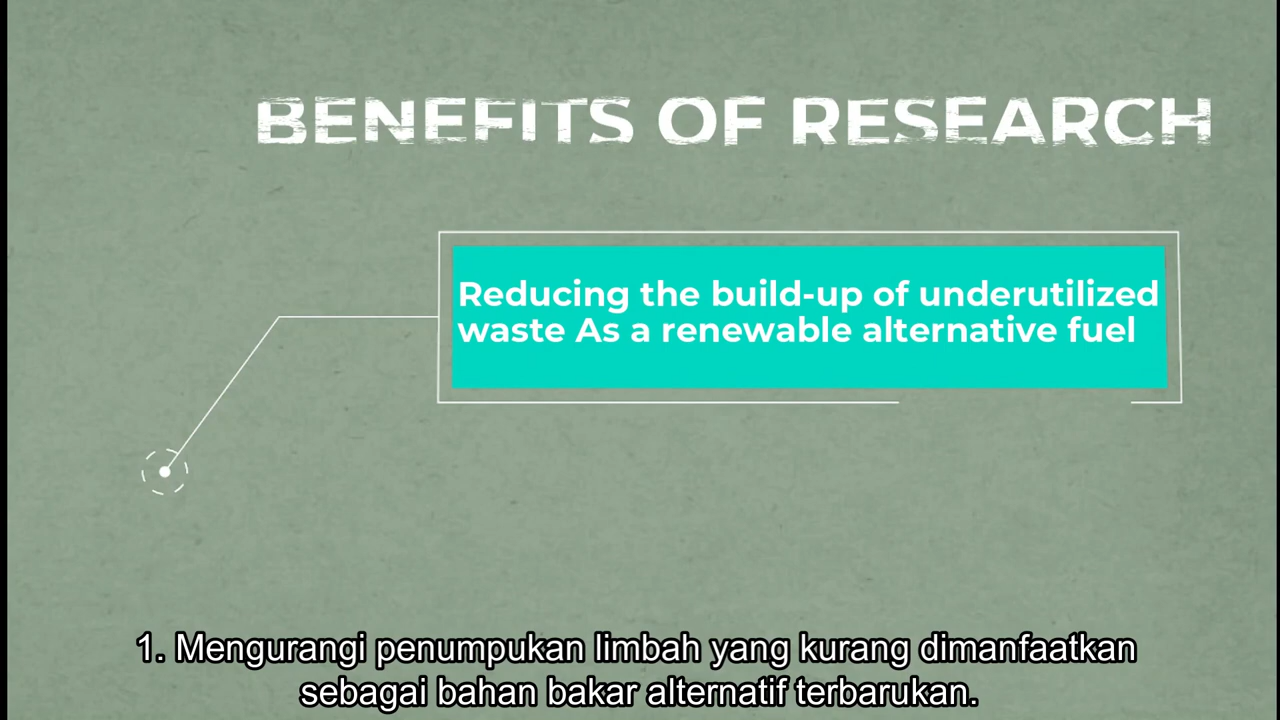 BENEFITS OF RESEARCH
Reducing the build-up of underutilized
waste As a renewable alternative fuel
1. Mengurangi penumpukan limbah yang kurang dimanfaatkan
sebagai bahan bakar alternatif terbarukan.